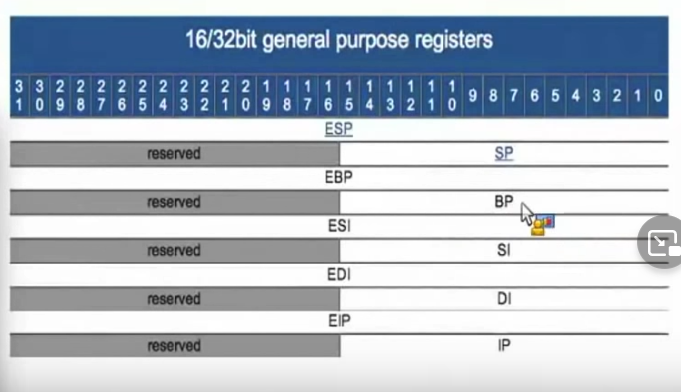 16/32bit general purpose registers
31 30 29 28 27 26 25 24 23 22 21 20 19 18 17 16 15 14 13 12 11 10 9 8 7 6 5 4 3 2 1 0
ESP
reserved SP
EBP
reserved BP
ESI
reserved SI
EDI
reserved DI
EIP
reserved IP